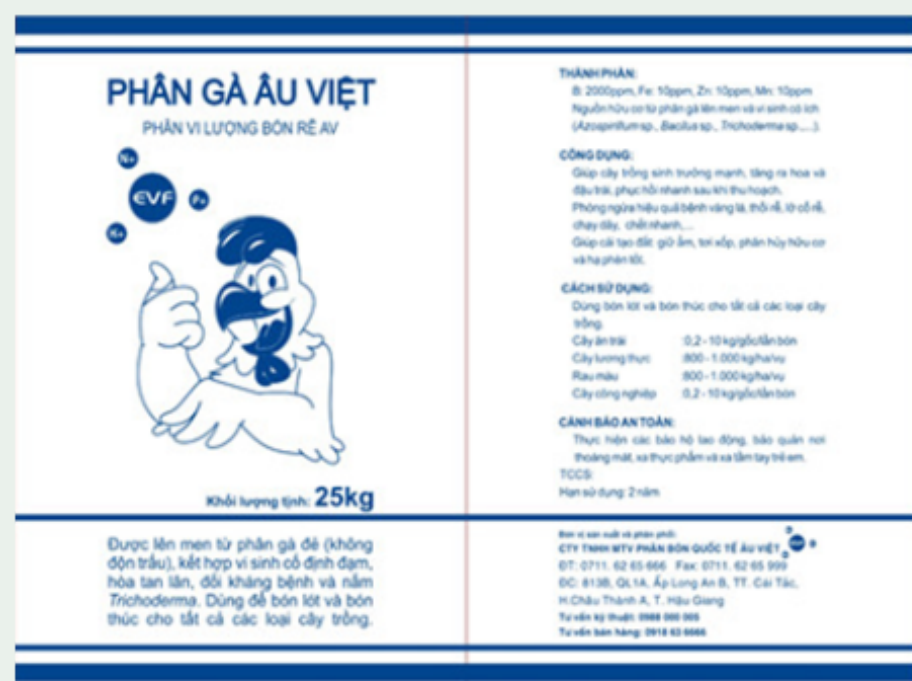 PHÂN GÀ ÂU VIỆT
PHÂN VI LƯỢNG BÓN RỄ AV
N+
EVF
P+
K+
Khối lượng tịnh: 25kg
Được lên men từ phân gà đẻ (không
độn trấu), kết hợp vi sinh cố định đạm,
hòa tan lân, đối kháng bệnh và nấm
Trichoderma. Dùng để bón lót và bón
thúc cho tất cả các loại cây trồng.
THÀNH PHẦN:
B: 2000ppm, Fe: 10ppm, Zn: 10ppm, Mn: 10ppm
Nguồn hữu cơ từ phân gà lên men và vi sinh có ích
(Azospirillum sp., Bacillus sp., Trichoderma sp.,...).
CÔNG DỤNG:
Giúp cây trồng sinh trưởng mạnh, tăng ra hoa và
đậu trái, phục hồi nhanh sau khi thu hoạch.
Phòng ngừa hiệu quả bệnh vàng lá, thối rễ, lở cổ rễ,
chạy dây, chết nhanh,...
Giúp cải tạo đất: giữ ẩm, tơi xốp, phân hủy hữu cơ
và hạ phèn tốt.
CÁCH SỬ DỤNG:
Dùng bón lót và bón thúc cho tất cả các loại cây
trồng.
Cây ăn trái :0,2 - 10 kg/gốc/lần bón
Cây lương thực :800 - 1.000 kg/ha/vụ
Rau màu :800 - 1.000 kg/ha/vụ
Cây công nghiệp :0,2 - 10 kg/gốc/lần bón
CẢNH BÁO AN TOÀN:
Thực hiện các bảo hộ lao động, bảo quản nơi
thoáng mát, xa thực phẩm và xa tầm tay trẻ em.
TCCS:
Hạn sử dụng: 2 năm
Đơn vị sản xuất và phân phối:
CTY TNHH MTV PHÂN BÓN QUỐC TẾ ÂU VIỆT
EVF
ĐT: 0711. 62 65 666 Fax: 0711. 62 65 999
ĐC: 813B, QL1A, Ấp Long An B, TT. Cái Tắc,
H.Châu Thành A, T. Hậu Giang
Tư vấn kỹ thuật: 0988 000 005
Tư vấn bán hàng: 0918 63 6666